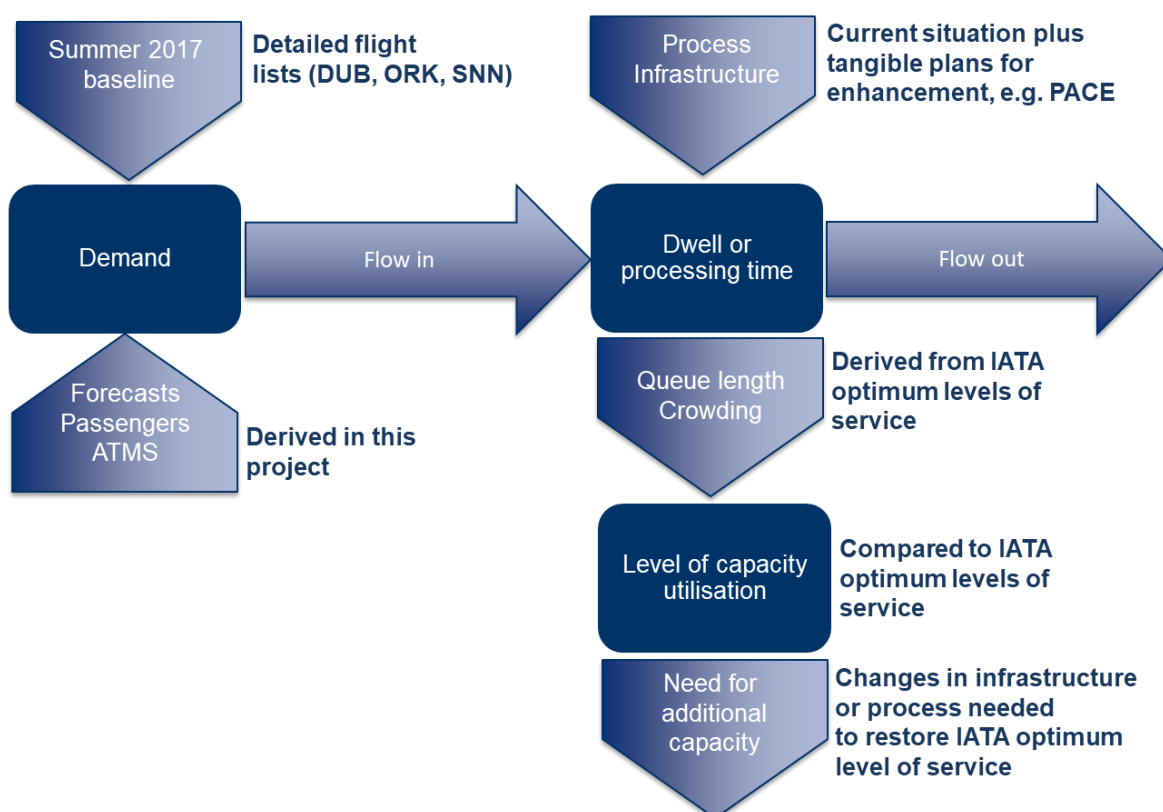 Summer 2017
baseline
Detailed flight
lists (DUB, ORK, SNN)
Process
Infrastructure
Current situation plus
tangible plans for
enhancement, e.g. PACE
Demand
Flow in
Dwell or
processing time
Flow out
Forecasts
Passengers
ATMS
Derived in this
project
Queue length
Crowding
Derived from IATA
optimum levels of
service
Level of capacity
utilisation
Compared to IATA
optimum levels of
service
Need for
additional
capacity
Changes in infrastructure
or process needed
to restore IATA optimum
level of service